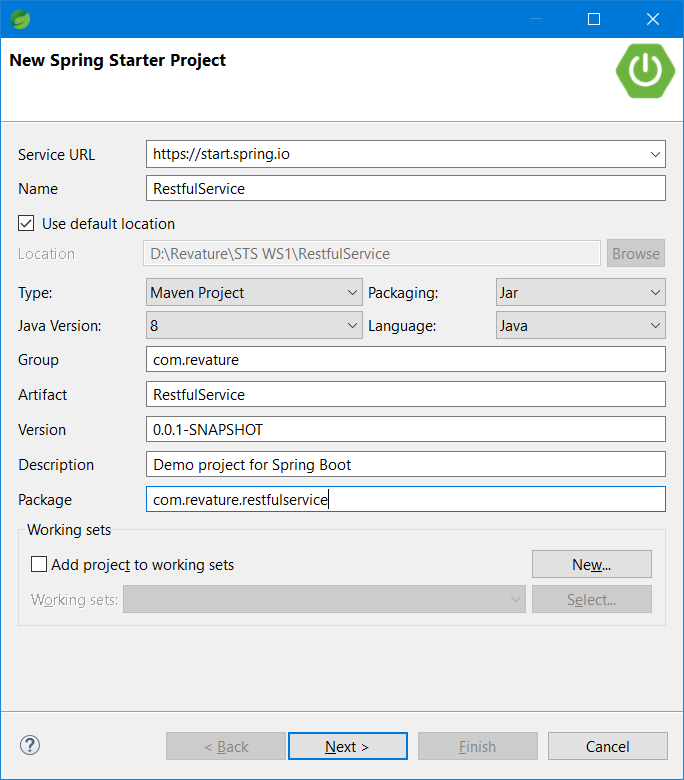 New Spring Starter Project
Service URL https://start.spring.io
Name RestfulService
Use default location
Location D:\Revature\STS WS1\RestfulService Browse
Type: Maven Project Packaging: Jar
Java Version: 8 Language: Java
Group com.revature
Artifact RestfulService
Version 0.0.1-SNAPSHOT
Description Demo project for Spring Boot
Package com.revature.restfulservice
Working sets
Add project to working sets New...
Working sets: Select...
? < Back Next > Finish Cancel